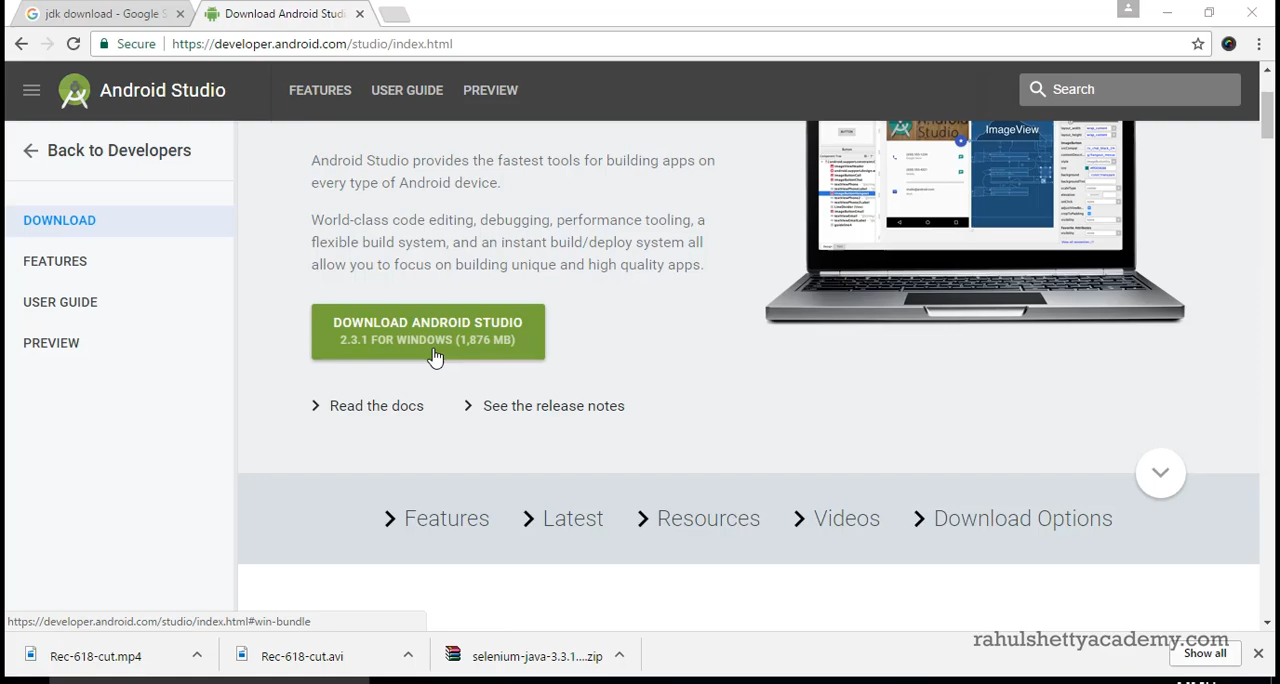 jdk download - Google S
Download Android Studi
Secure
https://developer.android.com/studio/index.html
Android Studio
FEATURES
USER GUIDE
PREVIEW
Search
Back to Developers
DOWNLOAD
FEATURES
USER GUIDE
PREVIEW
Android Studio provides the fastest tools for building apps on
every type of Android device.
World-class code editing, debugging, performance tooling, a
flexible build system, and an instant build/deploy system all
allow you to focus on building unique and high quality apps.
Studio
ImageView
DOWNLOAD ANDROID STUDIO
2.3.1 FOR WINDOWS (1,876 MB)
Read the docs
See the release notes
Features
Latest
Resources
Videos
Download Options
https://developer.android.com/studio/index.html#win-bundle
Rec-618-cut.mp4
Rec-618-cut.avi
selenium-java-3.3.1....zip
rahulshettyacademy.com
Show all